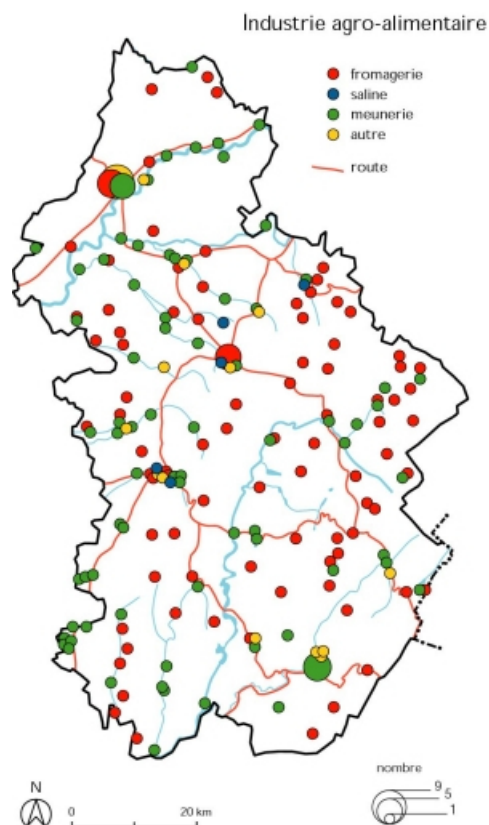 Industrie agro-alimentaire
fromagerie
saline
meunerie
autre
route
N
0 20 km
nombre
9
5
1